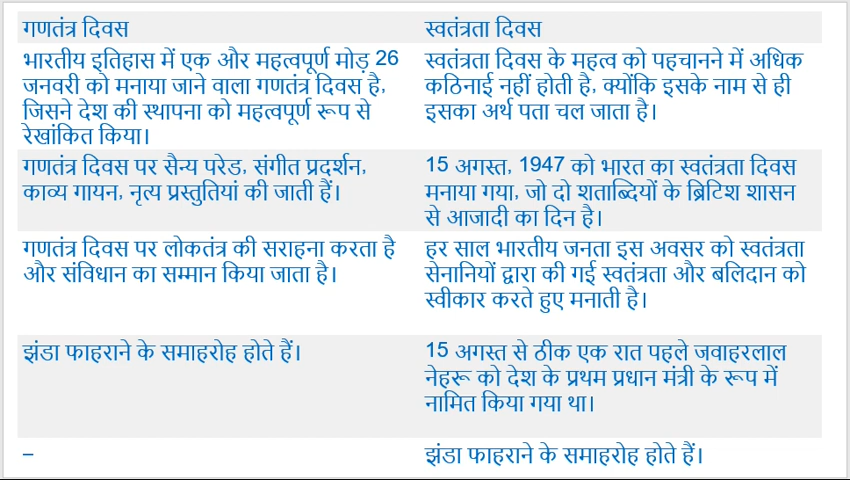 गणतंत्र दिवस
स्वतंत्रता दिवस
भारतीय इतिहास में एक और महत्वपूर्ण मोड़ 26
जनवरी को मनाया जाने वाला गणतंत्र दिवस है,
जिसने देश की स्थापना को महत्वपूर्ण रूप से
रेखांकित किया।
स्वतंत्रता दिवस के महत्व को पहचानने में अधिक
कठिनाई नहीं होती है, क्योंकि इसके नाम से ही
इसका अर्थ पता चल जाता है।
गणतंत्र दिवस पर सैन्य परेड, संगीत प्रदर्शन,
काव्य गायन, नृत्य प्रस्तुतियां की जाती हैं।
15 अगस्त, 1947 को भारत का स्वतंत्रता दिवस
मनाया गया, जो दो शताब्दियों के ब्रिटिश शासन
से आजादी का दिन है।
गणतंत्र दिवस पर लोकतंत्र की सराहना करता है
और संविधान का सम्मान किया जाता है।
हर साल भारतीय जनता इस अवसर को स्वतंत्रता
सेनानियों द्वारा की गई स्वतंत्रता और बलिदान को
स्वीकार करते हुए मनाती है।
झंडा फाहराने के समाहरोह होते हैं।
15 अगस्त से ठीक एक रात पहले जवाहरलाल
नेहरू को देश के प्रथम प्रधान मंत्री के रूप में
नामित किया गया था।
–
झंडा फाहराने के समाहरोह होते हैं।